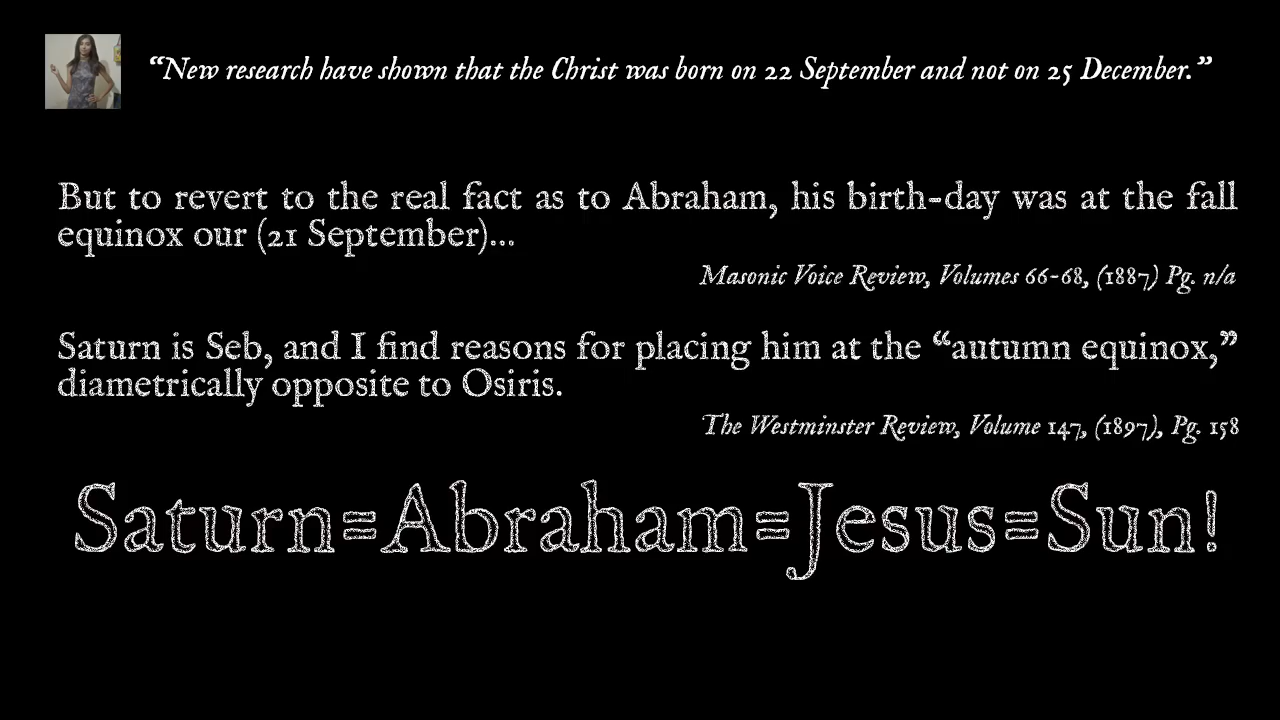 “New research have shown that the Christ was born on 22 September and not on 25 December.”
But to revert to the real fact as to Abraham, his birth-day was at the fall
equinox our (21 September)...
Masonic Voice Review, Volumes 66-68, (1887) Pg. n/a
Saturn is Seb, and I find reasons for placing him at the “autumn equinox,”
diametrically opposite to Osiris.
The Westminster Review, Volume 147, (1897), Pg. 158
Saturn=Abraham=Jesus=Sun!